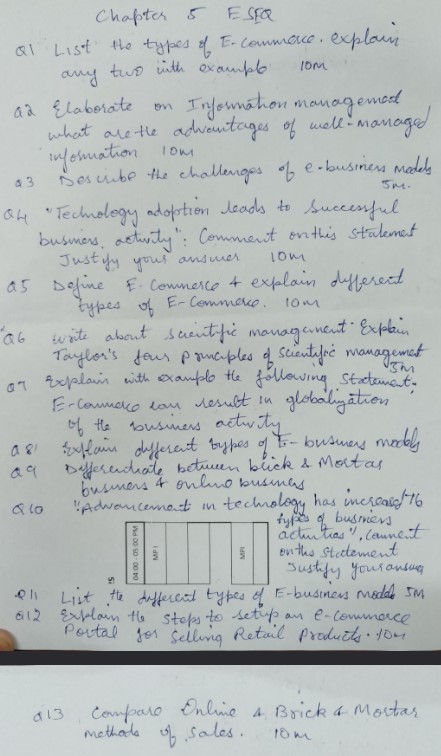 Chapter 5 ESEQ
Q1 List the types of E-Commerce. explain
any two with example 10m
Q2 Elaborate on Information management
what are the advantages of well-managed
information 10m
Q3 Describe the challenges of e-business models
5m.
Q4 "Technology adoption leads to Successful
business activity": Comment on this Statement
Justify your answer 10m
Q5 Define E-Commerce & explain different
types of E-Commerce. 10m
Q6 write about scientific management. Explain
Taylor's four principles of Scientific management
5m
Q7 Explain with example the following Statement-
E-Commerce can result in globalization
of the business activity
Q8 Explain different types of E-business models
Q9 Differentiate between brick & Mortar
business & online business
Q10 "Advancement in technology has increased 16
types of business
activities", Comment
on this Statement
Justify your answer
15
04:00 - 05:00 PM
MPI
MPI
Q11 List the different types of E-business models 5M
Q12 Explain the steps to setup an e-commerce
Portal for Selling Retail Products. 10m
Q13 Compare Online & Brick & Mortar
methods of Sales. 10m